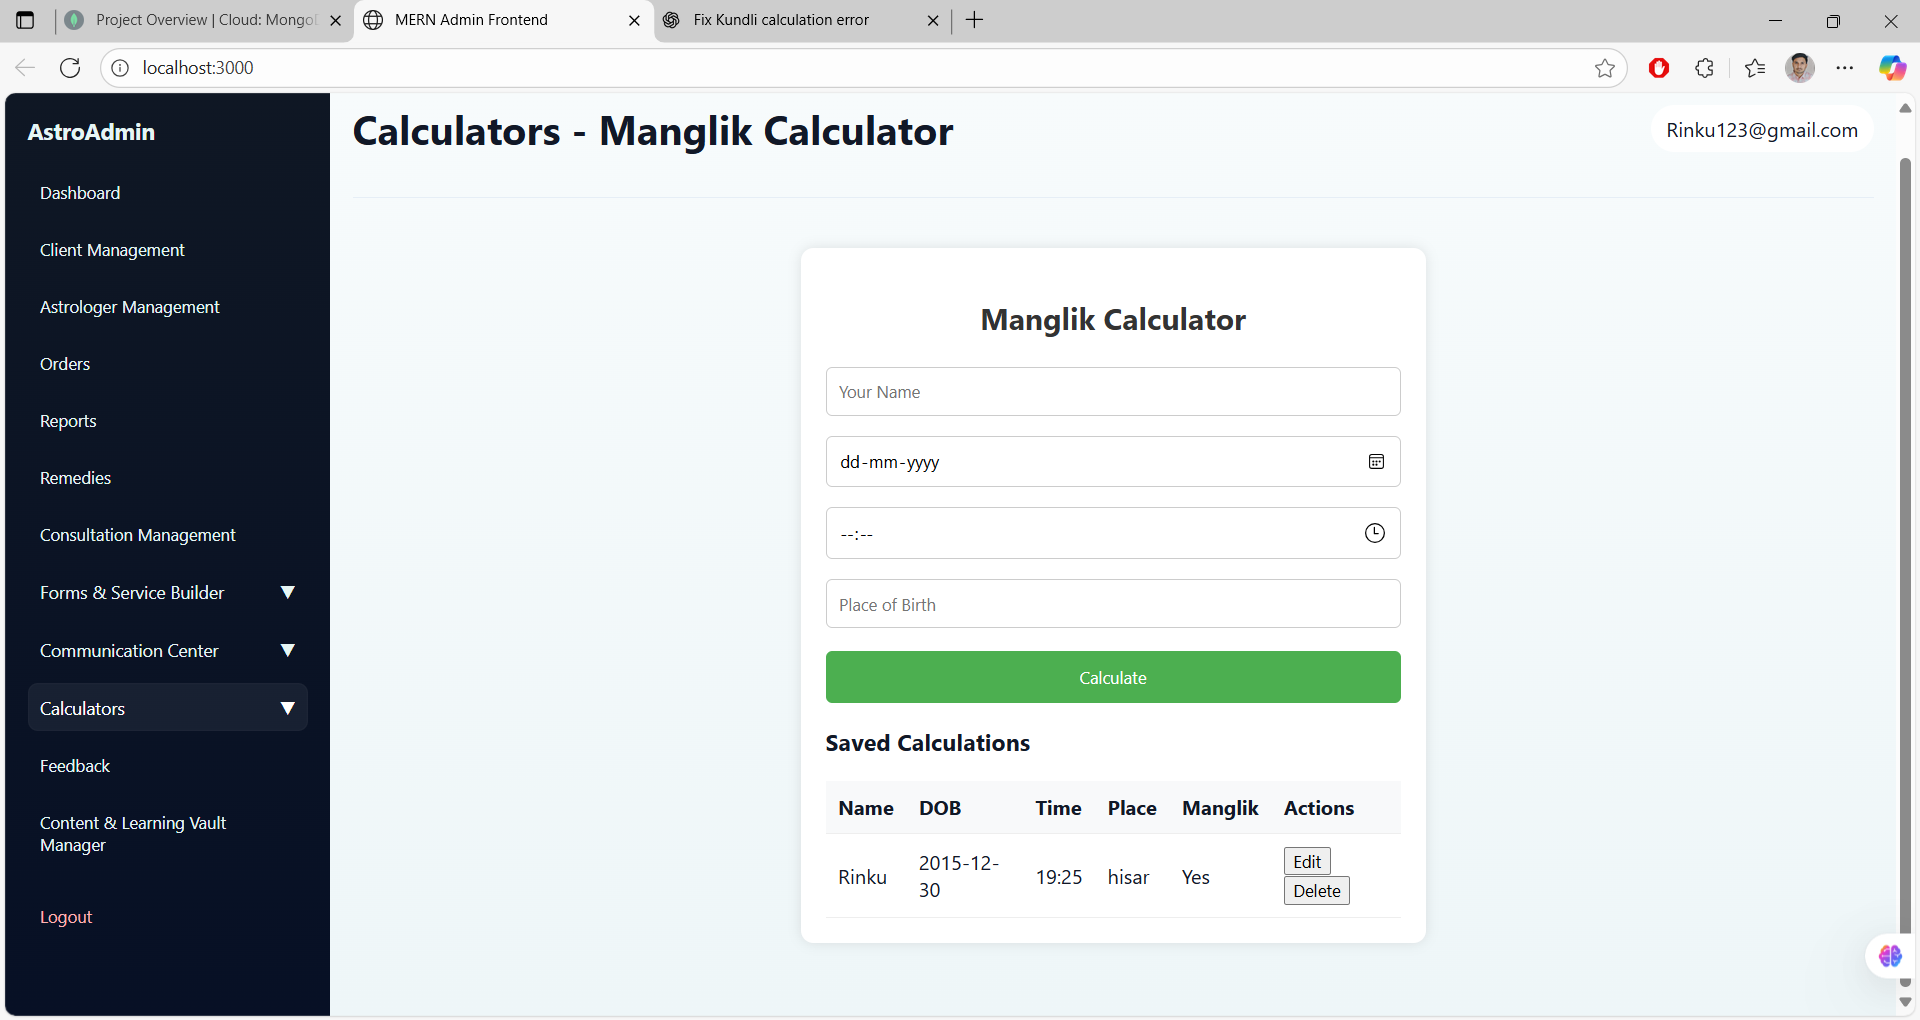 Project Overview | Cloud: Mongo
MERN Admin Frontend
Fix Kundli calculation error
localhost:3000
AstroAdmin
Dashboard
Client Management
Astrologer Management
Orders
Reports
Remedies
Consultation Management
Forms & Service Builder ▼
Communication Center ▼
Calculators ▼
Feedback
Content & Learning Vault
Manager
Logout
Calculators - Manglik Calculator
Rinku123@gmail.com
Manglik Calculator
Your Name
dd-mm-yyyy
--:--
Place of Birth
Calculate
Saved Calculations
Name DOB Time Place Manglik Actions
Rinku 2015-12-
30 19:25 hisar Yes Edit
Delete